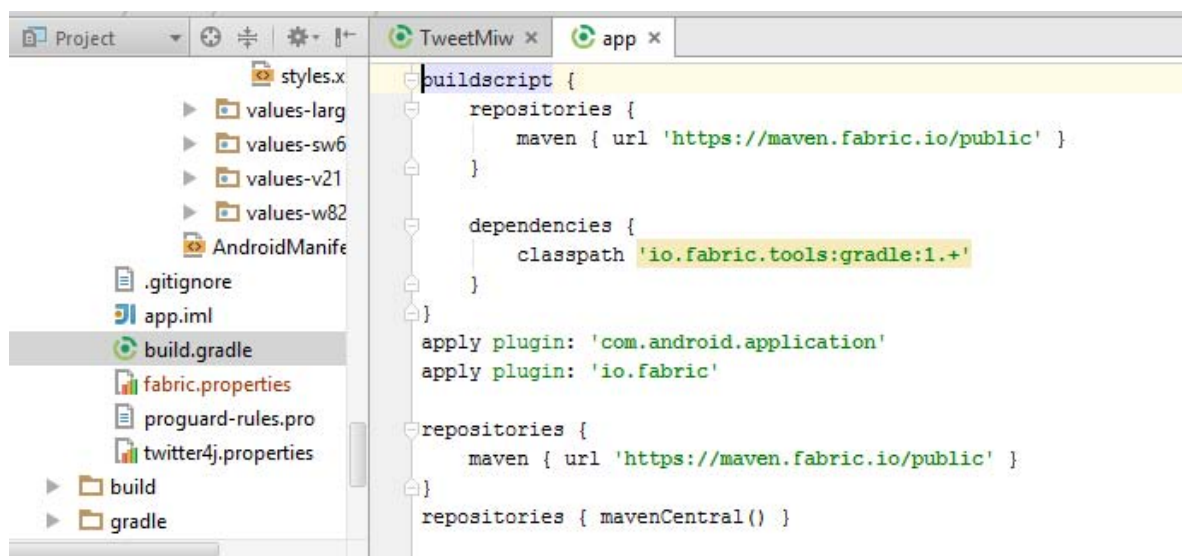 Project
styles.x
values-larg
values-sw6
values-v21
values-w82
AndroidManife
.gitignore
app.iml
build.gradle
fabric.properties
proguard-rules.pro
twitter4j.properties
build
gradle
TweetMiw × app ×
buildscript {
    repositories {
        maven { url 'https://maven.fabric.io/public' }
    }

    dependencies {
        classpath 'io.fabric.tools:gradle:1.+'
    }
}
apply plugin: 'com.android.application'
apply plugin: 'io.fabric'

repositories {
    maven { url 'https://maven.fabric.io/public' }
}
repositories { mavenCentral() }